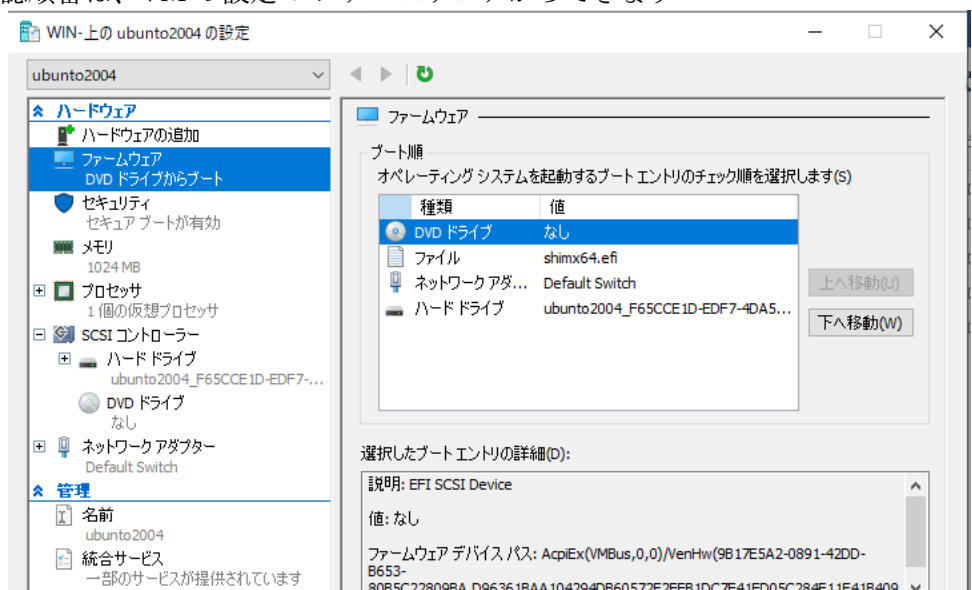 WIN-上の ubunto2004 の設定
ubunto2004
ハードウェア
ハードウェアの追加
ファームウェア
DVD ドライブからブート
セキュリティ
セキュア ブートが有効
メモリ
1024 MB
プロセッサ
1 個の仮想プロセッサ
SCSI コントローラー
ハード ドライブ
ubunto2004_F65CCE1D-EDF7-...
DVD ドライブ
なし
ネットワーク アダプター
Default Switch
管理
名前
ubunto2004
統合サービス
一部のサービスが提供されています
ファームウェア
ブート順
オペレーティング システムを起動するブート エントリのチェック順を選択します(S)
種類 値
DVD ドライブ なし
ファイル shimx64.efi
ネットワーク アダ... Default Switch
ハード ドライブ ubunto2004_F65CCE1D-EDF7-4DA5...
上へ移動(U)
下へ移動(W)
選択したブート エントリの詳細(D):
説明: EFI SCSI Device
値: なし
ファームウェア デバイス パス: AcpiEx(VMBus,0,0)/VenHw(9B17E5A2-0891-42DD-
B653-